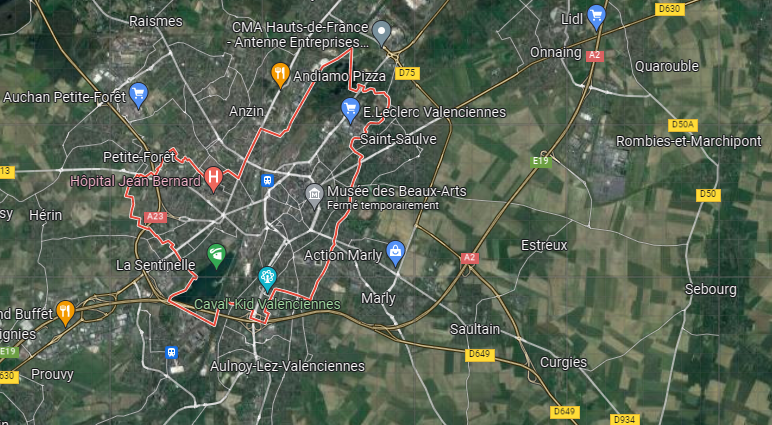 Raismes
CMA Hauts-de-France
- Antenne Entreprises...
Lidl
D630
Onnaing
A2
Quarouble
D75
Andiamo Pizza
Auchan Petite-Forêt
Anzin
E.Leclerc Valenciennes
D50A
Saint-Saulve
Rombies-et-Marchipont
Petite-Forêt
E19
13
Hôpital Jean Bernard
H
Musée des Beaux-Arts
Fermé temporairement
D50
sy
Hérin
A23
Estreux
La Sentinelle
Action Marly
A2
Sebourg
Marly
Caval'Kid Valenciennes
nd Buffet
ignies
Saultain
E19
D649
Curgies
Aulnoy-Lez-Valenciennes
630
Prouvy
D649
D934